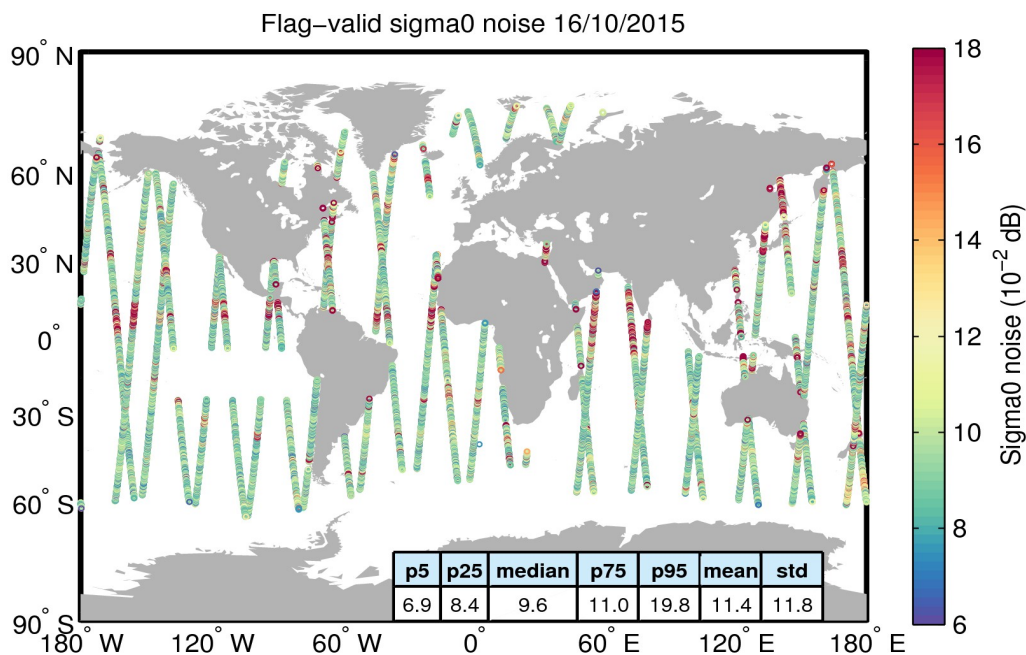 Flag−valid sigma0 noise 16/10/2015
90° N
60° N
30° N
0°
30° S
60° S
90° S
180° W
120° W
60° W
0°
60° E
120° E
180° E
p5 p25 median p75 p95 mean std
6.9 8.4 9.6 11.0 19.8 11.4 11.8
18
16
14
12
10
8
6
Sigma0 noise (10⁻² dB)